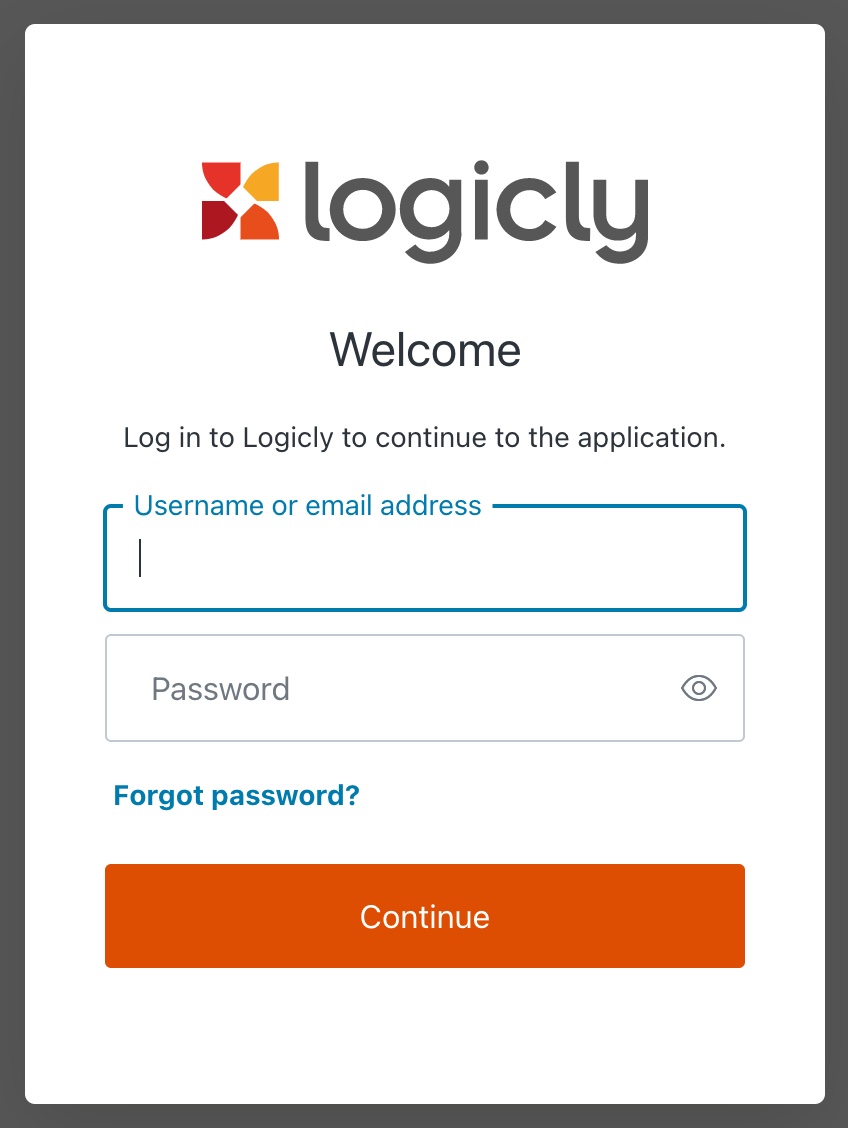 logicly
Welcome
Log in to Logicly to continue to the application.
Username or email address
Password
Forgot password?
Continue